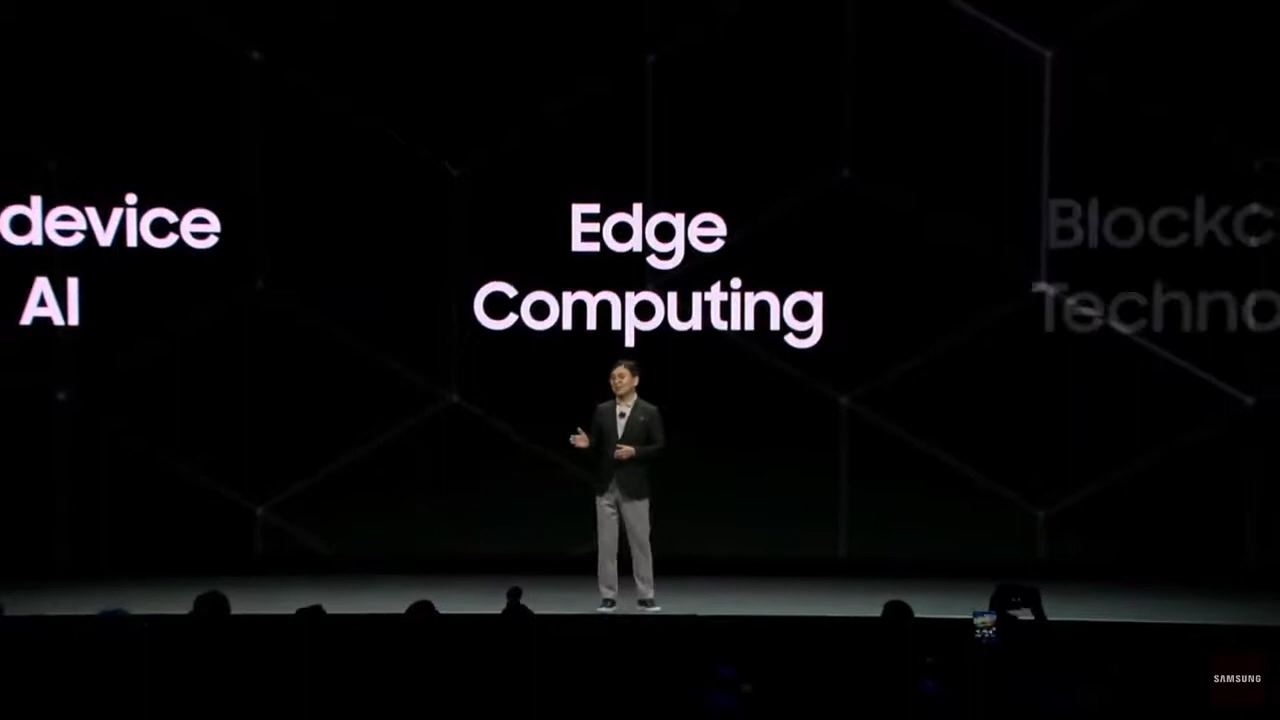 device
AI
Edge
Computing
Blockc
Techno
SAMSUNG